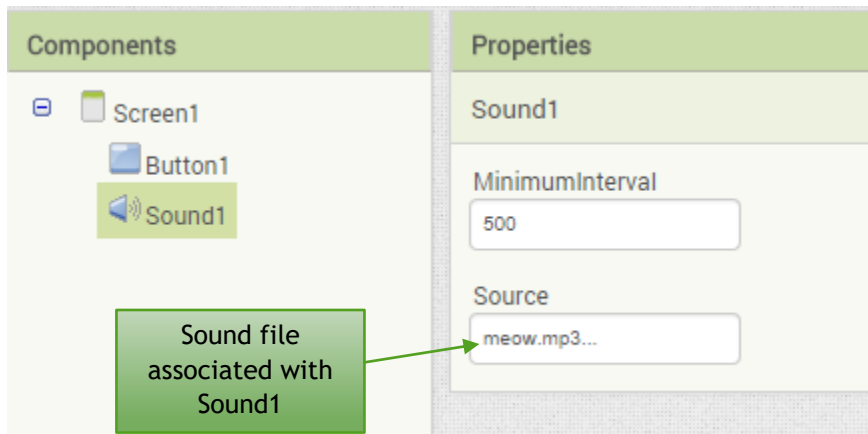 Components
Screen1
Button1
Sound1
Sound file
associated with
Sound1
Properties
Sound1
MinimumInterval
500
Source
meow.mp3...